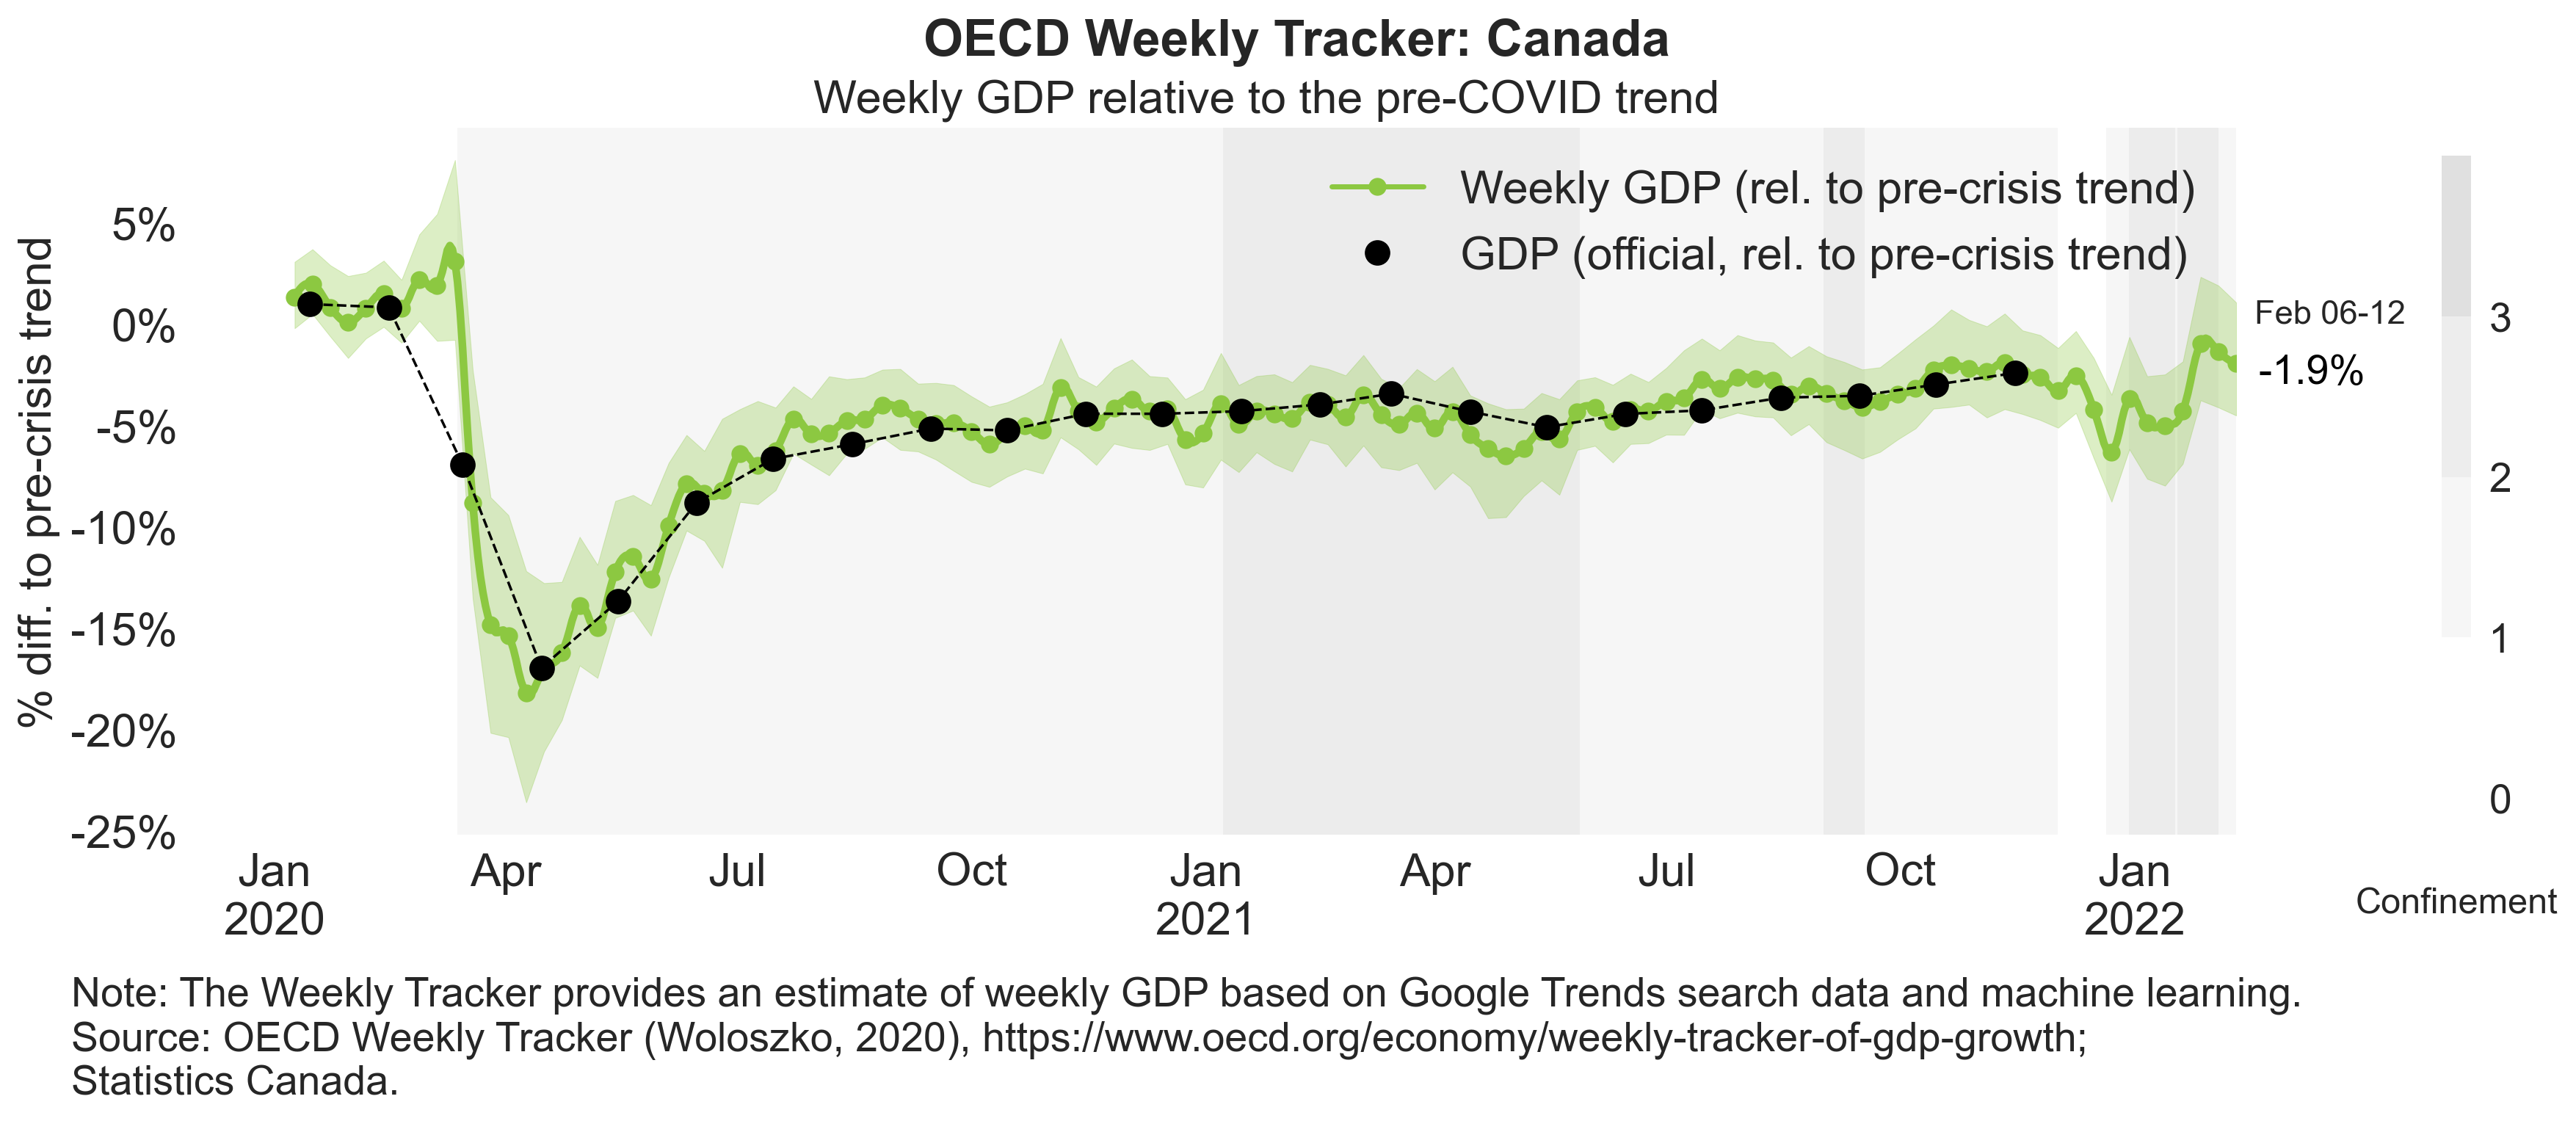 OECD Weekly Tracker: Canada
Weekly GDP relative to the pre-COVID trend
Weekly GDP (rel. to pre-crisis trend)
GDP (official, rel. to pre-crisis trend)
% diff. to pre-crisis trend
5%
0%
-5%
-10%
-15%
-20%
-25%
Feb 06-12
-1.9%
3
2
1
0
Confinement
Jan Apr Jul Oct Jan Apr Jul Oct Jan
2020 2021 2022
Note: The Weekly Tracker provides an estimate of weekly GDP based on Google Trends search data and machine learning.
Source: OECD Weekly Tracker (Woloszko, 2020), https://www.oecd.org/economy/weekly-tracker-of-gdp-growth;
Statistics Canada.